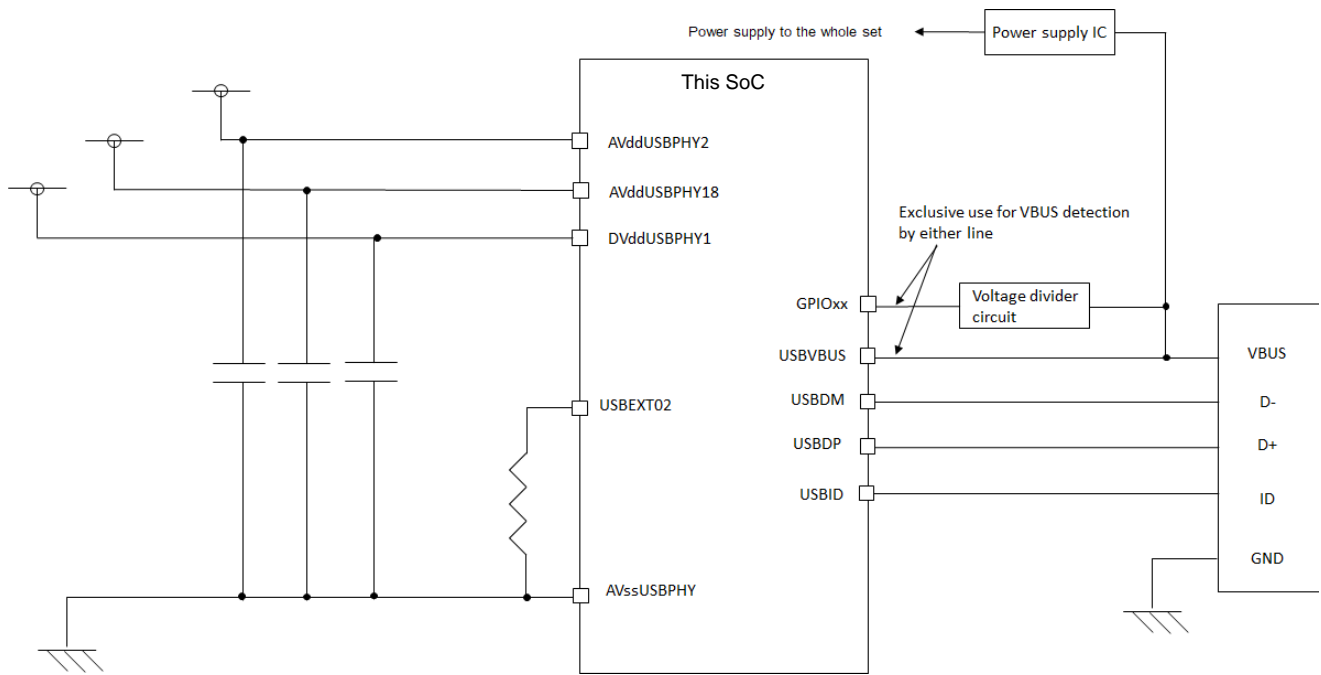 Power supply to the whole set
Power supply IC
This SoC
AVddUSBPHY2
AVddUSBPHY18
DVddUSBPHY1
Exclusive use for VBUS detection
by either line
GPIOxx
Voltage divider
circuit
USBVBUS
VBUS
USBEXT02
USBDM
D-
USBDP
D+
USBID
ID
GND
AVssUSBPHY